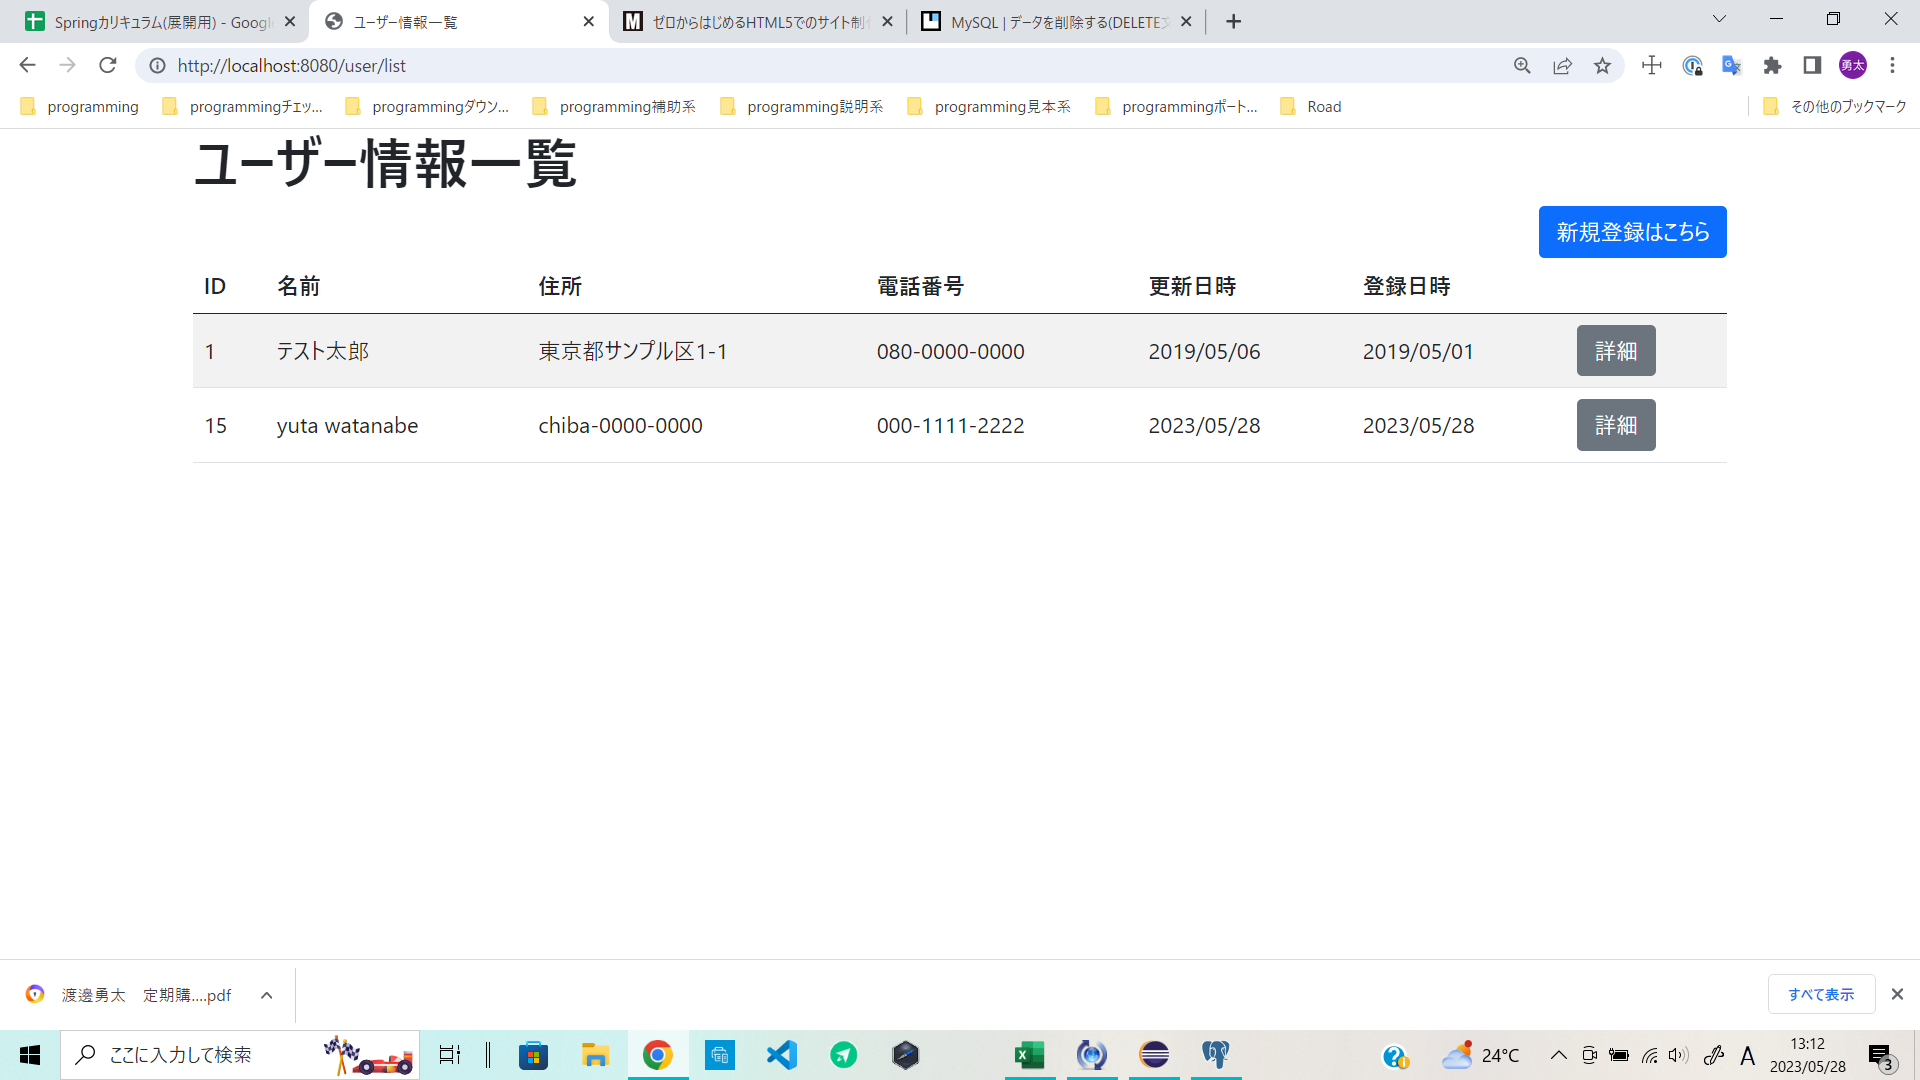 Springカリキュラム(展開用) - Googl
ユーザー情報一覧
ゼロからはじめるHTML5でのサイト制作
MySQL | データを削除する(DELETE文
http://localhost:8080/user/list
勇太
programming
programmingチェッ...
programmingダウン...
programming補助系
programming説明系
programming見本系
programmingポート...
Road
その他のブックマーク
ユーザー情報一覧
新規登録はこちら
ID 名前 住所 電話番号 更新日時 登録日時
1 テスト太郎 東京都サンプル区1-1 080-0000-0000 2019/05/06 2019/05/01 詳細
15 yuta watanabe chiba-0000-0000 000-1111-2222 2023/05/28 2023/05/28 詳細
渡邊勇太 定期購....pdf
すべて表示
ここに入力して検索
24°C
A
13:12
2023/05/28
3